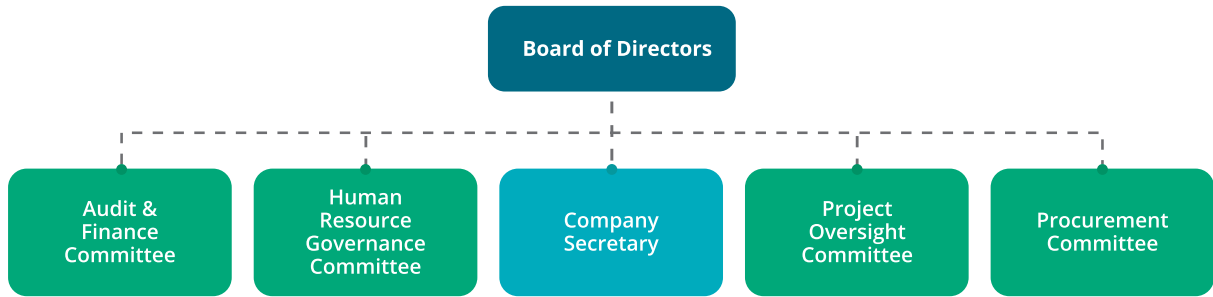 Board of Directors
Audit &
Finance
Committee
Human
Resource
Governance
Committee
Company
Secretary
Project
Oversight
Committee
Procurement
Committee